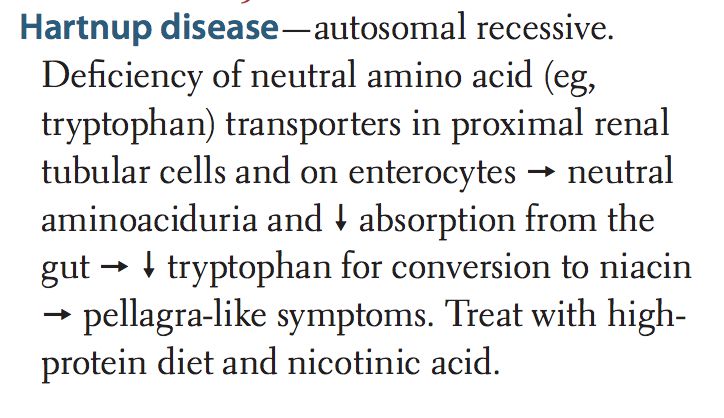 Hartnup disease—autosomal recessive.
Deficiency of neutral amino acid (eg,
tryptophan) transporters in proximal renal
tubular cells and on enterocytes → neutral
aminoaciduria and ↓ absorption from the
gut → ↓ tryptophan for conversion to niacin
→ pellagra-like symptoms. Treat with high-
protein diet and nicotinic acid.